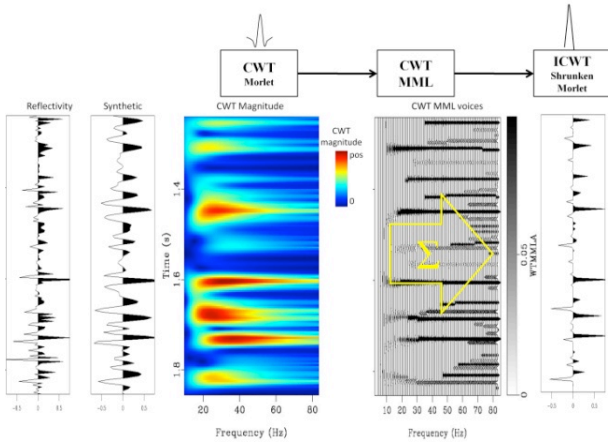 CWT
Morlet
CWT
MML
ICWT
Shrunken
Morlet
Reflectivity
Synthetic
CWT Magnitude
CWT MML voices
CWT
magnitude
pos
0
Time (s)
1.4
1.6
1.8
Σ
WTMMLA
0.05
0
-0.5 0 0.5
-0.5 0 0.5
20 40 60 80
Frequency (Hz)
10 20 30 40 50 60 70 80
Frequency (Hz)
-0.5 0 0.5